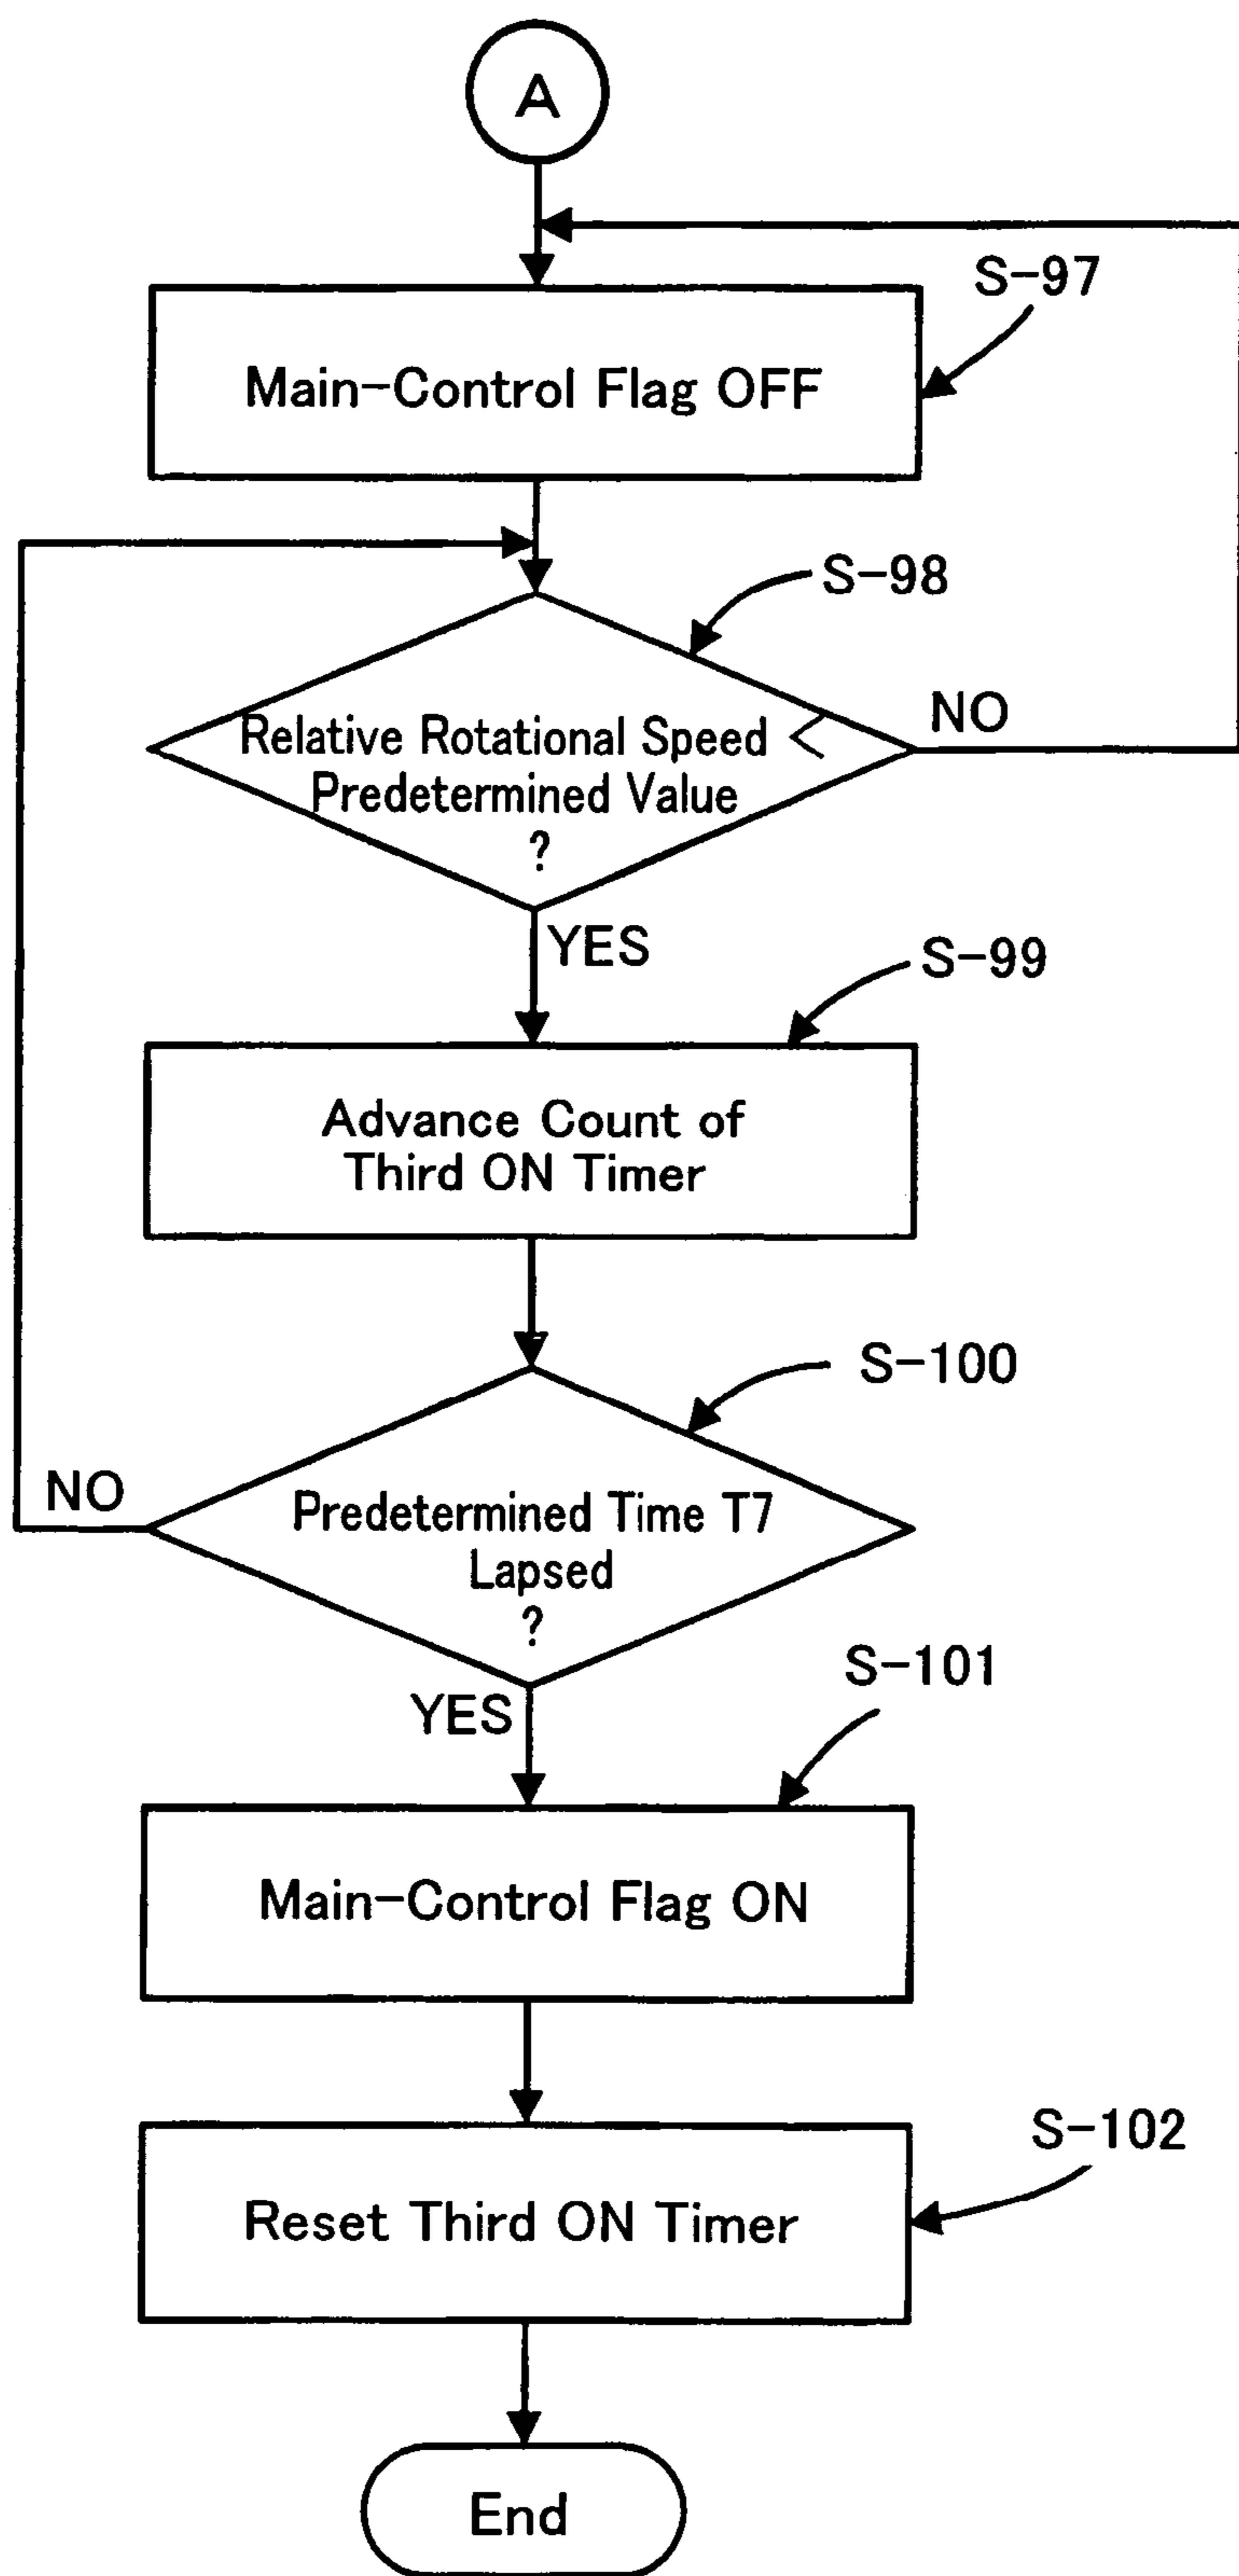 A
S-97
Main-Control Flag OFF
S-98
NO
Relative Rotational Speed <
Predetermined Value
?
YES
S-99
Advance Count of
Third ON Timer
S-100
NO
Predetermined Time T7
Lapsed
?
S-101
YES
Main-Control Flag ON
S-102
Reset Third ON Timer
End